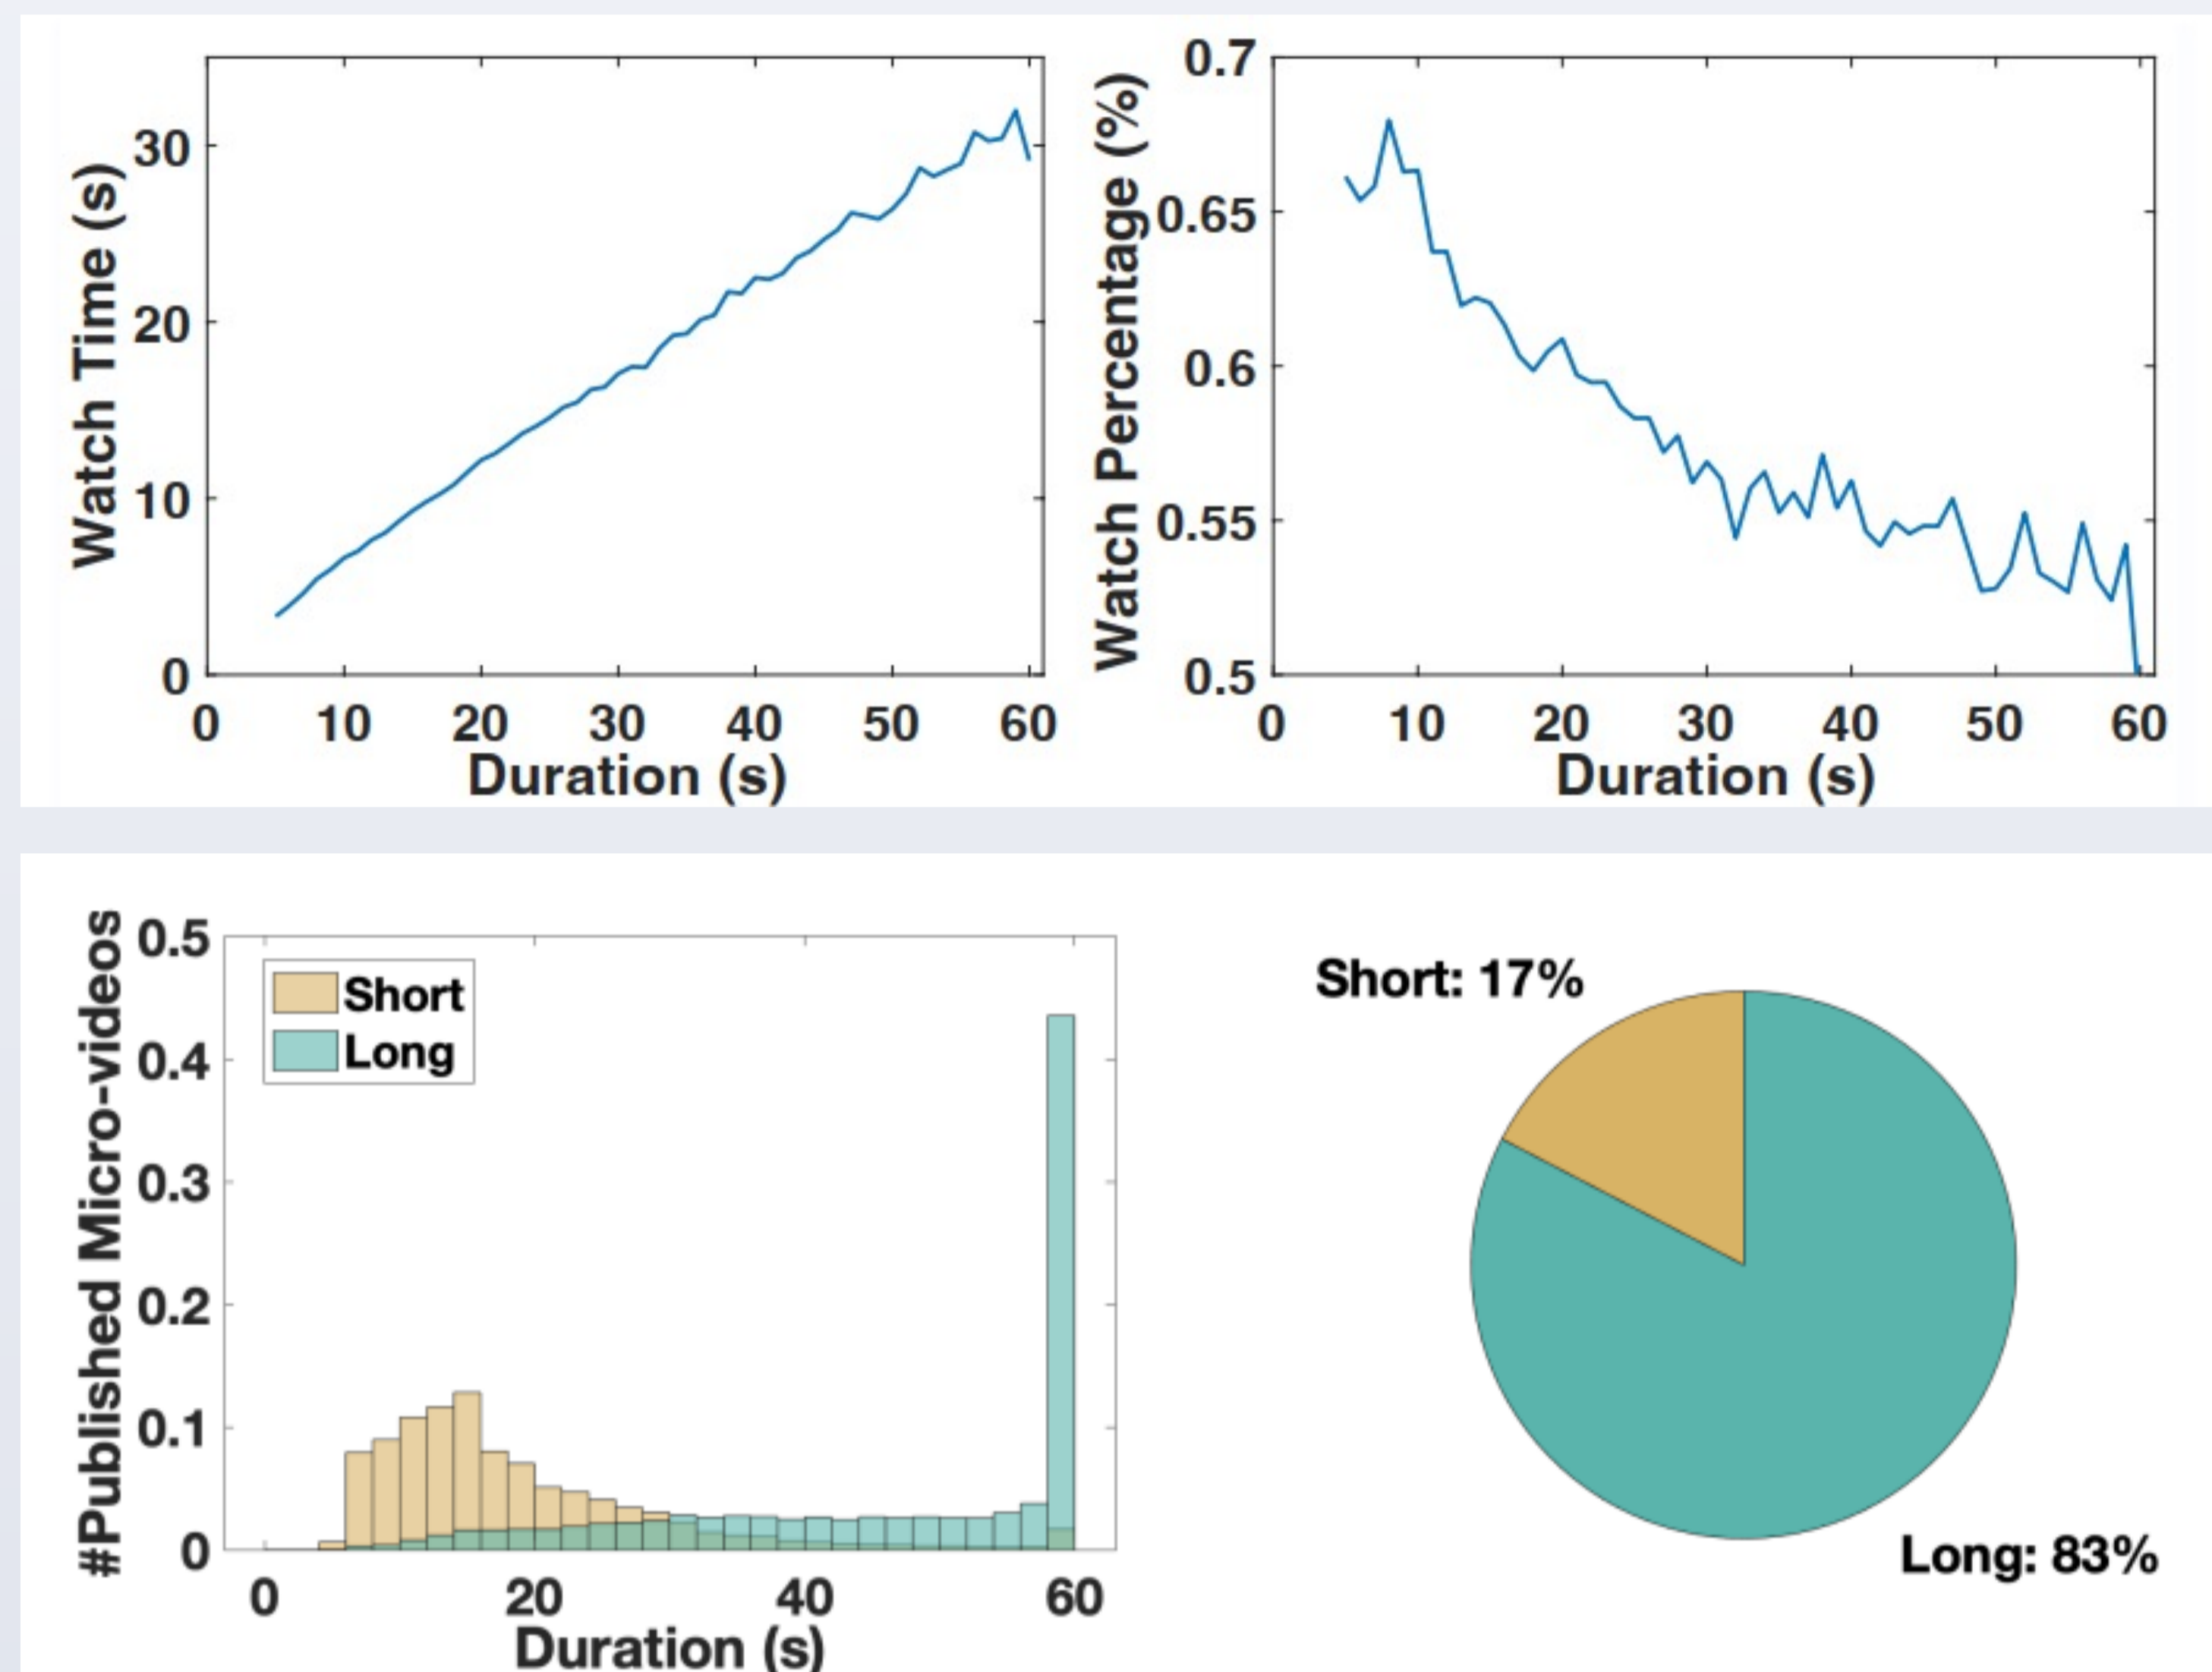 Watch Time (s)
30
20
10
0
0 10 20 30 40 50 60
Duration (s)
Watch Percentage (%)
0.7
0.65
0.6
0.55
0.5
0 10 20 30 40 50 60
Duration (s)
#Published Micro-videos
0.5
0.4
0.3
0.2
0.1
0
Short
Long
0 20 40 60
Duration (s)
Short: 17%
Long: 83%